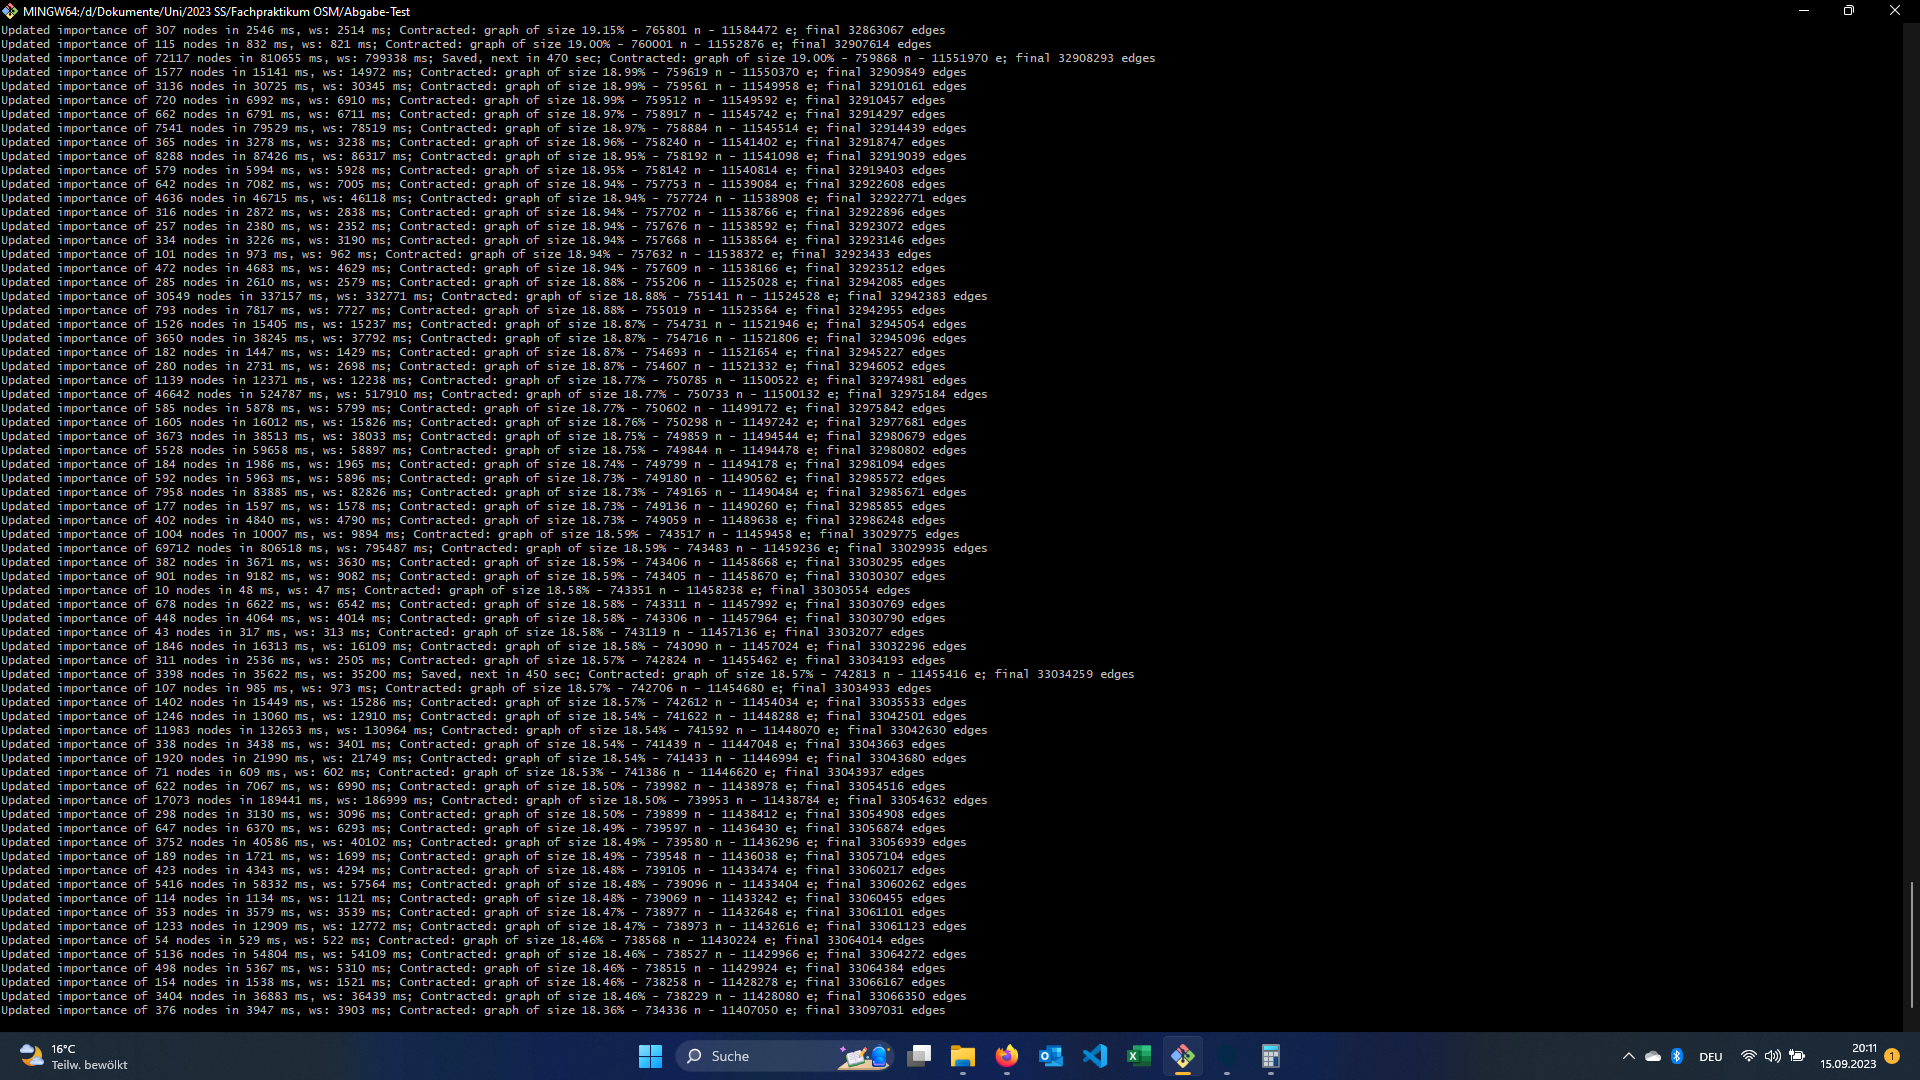 MINGW64:/d/Dokumente/Uni/2023 SS/Fachpraktikum OSM/Abgabe-Test
Updated importance of 307 nodes in 2546 ms, ws: 2514 ms; Contracted: graph of size 19.15% - 765801 n - 11584472 e; final 32863067 edges
Updated importance of 115 nodes in 832 ms, ws: 821 ms; Contracted: graph of size 19.00% - 760001 n - 11552876 e; final 32907614 edges
Updated importance of 72117 nodes in 810655 ms, ws: 799338 ms; Saved, next in 470 sec; Contracted: graph of size 19.00% - 759868 n - 11551970 e; final 32908293 edges
Updated importance of 1577 nodes in 15141 ms, ws: 14972 ms; Contracted: graph of size 18.99% - 759619 n - 11550370 e; final 32909849 edges
Updated importance of 3136 nodes in 30725 ms, ws: 30345 ms; Contracted: graph of size 18.99% - 759561 n - 11549958 e; final 32910161 edges
Updated importance of 720 nodes in 6992 ms, ws: 6910 ms; Contracted: graph of size 18.99% - 759512 n - 11549592 e; final 32910457 edges
Updated importance of 662 nodes in 6791 ms, ws: 6711 ms; Contracted: graph of size 18.97% - 758917 n - 11545742 e; final 32914297 edges
Updated importance of 7541 nodes in 79529 ms, ws: 78519 ms; Contracted: graph of size 18.97% - 758884 n - 11545514 e; final 32914439 edges
Updated importance of 365 nodes in 3278 ms, ws: 3238 ms; Contracted: graph of size 18.96% - 758240 n - 11541402 e; final 32918747 edges
Updated importance of 8288 nodes in 87426 ms, ws: 86317 ms; Contracted: graph of size 18.95% - 758192 n - 11541098 e; final 32919039 edges
Updated importance of 579 nodes in 5994 ms, ws: 5928 ms; Contracted: graph of size 18.95% - 758142 n - 11540814 e; final 32919403 edges
Updated importance of 642 nodes in 7082 ms, ws: 7005 ms; Contracted: graph of size 18.94% - 757753 n - 11539084 e; final 32922608 edges
Updated importance of 4636 nodes in 46715 ms, ws: 46118 ms; Contracted: graph of size 18.94% - 757724 n - 11538908 e; final 32922771 edges
Updated importance of 316 nodes in 2872 ms, ws: 2838 ms; Contracted: graph of size 18.94% - 757702 n - 11538766 e; final 32922896 edges
Updated importance of 257 nodes in 2380 ms, ws: 2352 ms; Contracted: graph of size 18.94% - 757676 n - 11538592 e; final 32923072 edges
Updated importance of 334 nodes in 3226 ms, ws: 3190 ms; Contracted: graph of size 18.94% - 757668 n - 11538564 e; final 32923146 edges
Updated importance of 101 nodes in 973 ms, ws: 962 ms; Contracted: graph of size 18.94% - 757632 n - 11538372 e; final 32923433 edges
Updated importance of 472 nodes in 4683 ms, ws: 4629 ms; Contracted: graph of size 18.94% - 757609 n - 11538166 e; final 32923512 edges
Updated importance of 285 nodes in 2610 ms, ws: 2579 ms; Contracted: graph of size 18.88% - 755206 n - 11525028 e; final 32942085 edges
Updated importance of 30549 nodes in 337157 ms, ws: 332771 ms; Contracted: graph of size 18.88% - 755141 n - 11524528 e; final 32942383 edges
Updated importance of 793 nodes in 7817 ms, ws: 7727 ms; Contracted: graph of size 18.88% - 755019 n - 11523564 e; final 32942955 edges
Updated importance of 1526 nodes in 15405 ms, ws: 15237 ms; Contracted: graph of size 18.87% - 754731 n - 11521946 e; final 32945054 edges
Updated importance of 3650 nodes in 38245 ms, ws: 37792 ms; Contracted: graph of size 18.87% - 754716 n - 11521806 e; final 32945096 edges
Updated importance of 182 nodes in 1447 ms, ws: 1429 ms; Contracted: graph of size 18.87% - 754693 n - 11521654 e; final 32945227 edges
Updated importance of 280 nodes in 2731 ms, ws: 2698 ms; Contracted: graph of size 18.87% - 754607 n - 11521332 e; final 32946052 edges
Updated importance of 1139 nodes in 12371 ms, ws: 12238 ms; Contracted: graph of size 18.77% - 750785 n - 11500522 e; final 32974981 edges
Updated importance of 46642 nodes in 524787 ms, ws: 517910 ms; Contracted: graph of size 18.77% - 750733 n - 11500132 e; final 32975184 edges
Updated importance of 585 nodes in 5878 ms, ws: 5799 ms; Contracted: graph of size 18.77% - 750602 n - 11499172 e; final 32975842 edges
Updated importance of 1605 nodes in 16012 ms, ws: 15826 ms; Contracted: graph of size 18.76% - 750298 n - 11497242 e; final 32977681 edges
Updated importance of 3673 nodes in 38513 ms, ws: 38033 ms; Contracted: graph of size 18.75% - 749859 n - 11494544 e; final 32980679 edges
Updated importance of 5528 nodes in 59658 ms, ws: 58897 ms; Contracted: graph of size 18.75% - 749844 n - 11494478 e; final 32980802 edges
Updated importance of 184 nodes in 1986 ms, ws: 1965 ms; Contracted: graph of size 18.74% - 749799 n - 11494178 e; final 32981094 edges
Updated importance of 592 nodes in 5963 ms, ws: 5896 ms; Contracted: graph of size 18.73% - 749180 n - 11490562 e; final 32985572 edges
Updated importance of 7958 nodes in 83885 ms, ws: 82826 ms; Contracted: graph of size 18.73% - 749165 n - 11490484 e; final 32985671 edges
Updated importance of 177 nodes in 1597 ms, ws: 1578 ms; Contracted: graph of size 18.73% - 749136 n - 11490260 e; final 32985855 edges
Updated importance of 402 nodes in 4840 ms, ws: 4790 ms; Contracted: graph of size 18.73% - 749059 n - 11489638 e; final 32986248 edges
Updated importance of 1004 nodes in 10007 ms, ws: 9894 ms; Contracted: graph of size 18.59% - 743517 n - 11459458 e; final 33029775 edges
Updated importance of 69712 nodes in 806518 ms, ws: 795487 ms; Contracted: graph of size 18.59% - 743483 n - 11459236 e; final 33029935 edges
Updated importance of 382 nodes in 3671 ms, ws: 3630 ms; Contracted: graph of size 18.59% - 743406 n - 11458668 e; final 33030295 edges
Updated importance of 901 nodes in 9182 ms, ws: 9082 ms; Contracted: graph of size 18.59% - 743405 n - 11458670 e; final 33030307 edges
Updated importance of 10 nodes in 48 ms, ws: 47 ms; Contracted: graph of size 18.58% - 743351 n - 11458238 e; final 33030554 edges
Updated importance of 678 nodes in 6622 ms, ws: 6542 ms; Contracted: graph of size 18.58% - 743311 n - 11457992 e; final 33030769 edges
Updated importance of 448 nodes in 4064 ms, ws: 4014 ms; Contracted: graph of size 18.58% - 743306 n - 11457964 e; final 33030790 edges
Updated importance of 43 nodes in 317 ms, ws: 313 ms; Contracted: graph of size 18.58% - 743119 n - 11457136 e; final 33032077 edges
Updated importance of 1846 nodes in 16313 ms, ws: 16109 ms; Contracted: graph of size 18.58% - 743090 n - 11457024 e; final 33032296 edges
Updated importance of 311 nodes in 2536 ms, ws: 2505 ms; Contracted: graph of size 18.57% - 742824 n - 11455462 e; final 33034193 edges
Updated importance of 3398 nodes in 35622 ms, ws: 35200 ms; Saved, next in 450 sec; Contracted: graph of size 18.57% - 742813 n - 11455416 e; final 33034259 edges
Updated importance of 107 nodes in 985 ms, ws: 973 ms; Contracted: graph of size 18.57% - 742706 n - 11454680 e; final 33034933 edges
Updated importance of 1402 nodes in 15449 ms, ws: 15286 ms; Contracted: graph of size 18.57% - 742612 n - 11454034 e; final 33035533 edges
Updated importance of 1246 nodes in 13060 ms, ws: 12910 ms; Contracted: graph of size 18.54% - 741622 n - 11448288 e; final 33042501 edges
Updated importance of 11983 nodes in 132653 ms, ws: 130964 ms; Contracted: graph of size 18.54% - 741592 n - 11448070 e; final 33042630 edges
Updated importance of 338 nodes in 3438 ms, ws: 3401 ms; Contracted: graph of size 18.54% - 741439 n - 11447048 e; final 33043663 edges
Updated importance of 1920 nodes in 21990 ms, ws: 21749 ms; Contracted: graph of size 18.54% - 741433 n - 11446994 e; final 33043680 edges
Updated importance of 71 nodes in 609 ms, ws: 602 ms; Contracted: graph of size 18.53% - 741386 n - 11446620 e; final 33043937 edges
Updated importance of 622 nodes in 7067 ms, ws: 6990 ms; Contracted: graph of size 18.50% - 739982 n - 11438978 e; final 33054516 edges
Updated importance of 17073 nodes in 189441 ms, ws: 186999 ms; Contracted: graph of size 18.50% - 739953 n - 11438784 e; final 33054632 edges
Updated importance of 298 nodes in 3130 ms, ws: 3096 ms; Contracted: graph of size 18.50% - 739899 n - 11438412 e; final 33054908 edges
Updated importance of 647 nodes in 6370 ms, ws: 6293 ms; Contracted: graph of size 18.49% - 739597 n - 11436430 e; final 33056874 edges
Updated importance of 3752 nodes in 40586 ms, ws: 40102 ms; Contracted: graph of size 18.49% - 739580 n - 11436296 e; final 33056939 edges
Updated importance of 189 nodes in 1721 ms, ws: 1699 ms; Contracted: graph of size 18.49% - 739548 n - 11436038 e; final 33057104 edges
Updated importance of 423 nodes in 4343 ms, ws: 4294 ms; Contracted: graph of size 18.48% - 739105 n - 11433474 e; final 33060217 edges
Updated importance of 5416 nodes in 58332 ms, ws: 57564 ms; Contracted: graph of size 18.48% - 739096 n - 11433404 e; final 33060262 edges
Updated importance of 114 nodes in 1134 ms, ws: 1121 ms; Contracted: graph of size 18.48% - 739069 n - 11433242 e; final 33060455 edges
Updated importance of 353 nodes in 3579 ms, ws: 3539 ms; Contracted: graph of size 18.47% - 738977 n - 11432648 e; final 33061101 edges
Updated importance of 1233 nodes in 12909 ms, ws: 12772 ms; Contracted: graph of size 18.47% - 738973 n - 11432616 e; final 33061123 edges
Updated importance of 54 nodes in 529 ms, ws: 522 ms; Contracted: graph of size 18.46% - 738568 n - 11430224 e; final 33064014 edges
Updated importance of 5136 nodes in 54804 ms, ws: 54109 ms; Contracted: graph of size 18.46% - 738527 n - 11429966 e; final 33064272 edges
Updated importance of 498 nodes in 5367 ms, ws: 5310 ms; Contracted: graph of size 18.46% - 738515 n - 11429924 e; final 33064384 edges
Updated importance of 154 nodes in 1538 ms, ws: 1521 ms; Contracted: graph of size 18.46% - 738258 n - 11428278 e; final 33066167 edges
Updated importance of 3404 nodes in 36883 ms, ws: 36439 ms; Contracted: graph of size 18.46% - 738229 n - 11428080 e; final 33066350 edges
Updated importance of 376 nodes in 3947 ms, ws: 3903 ms; Contracted: graph of size 18.36% - 734336 n - 11407050 e; final 33097031 edges
16°C
Teilw. bewölkt
Suche
DEU
20:11
15.09.2023
1